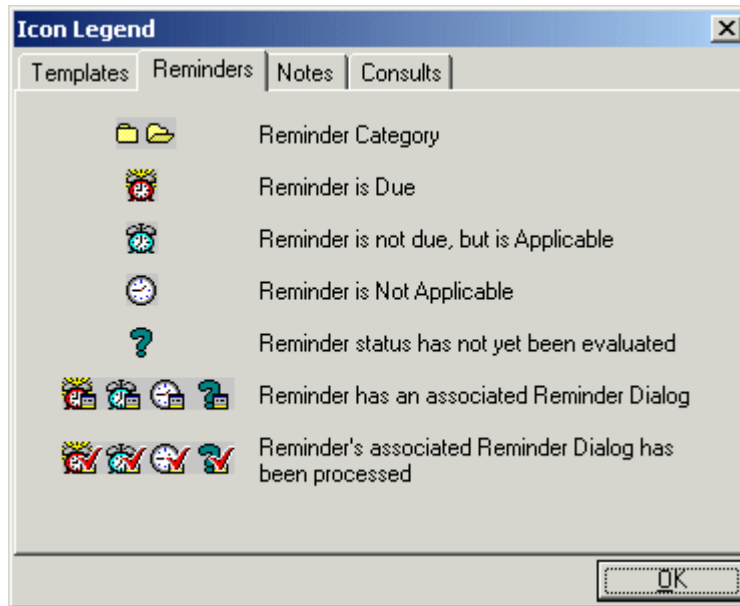 Icon Legend
Templates Reminders Notes Consults
Reminder Category
Reminder is Due
Reminder is not due, but is Applicable
Reminder is Not Applicable
Reminder status has not yet been evaluated
Reminder has an associated Reminder Dialog
Reminder's associated Reminder Dialog has
been processed
OK